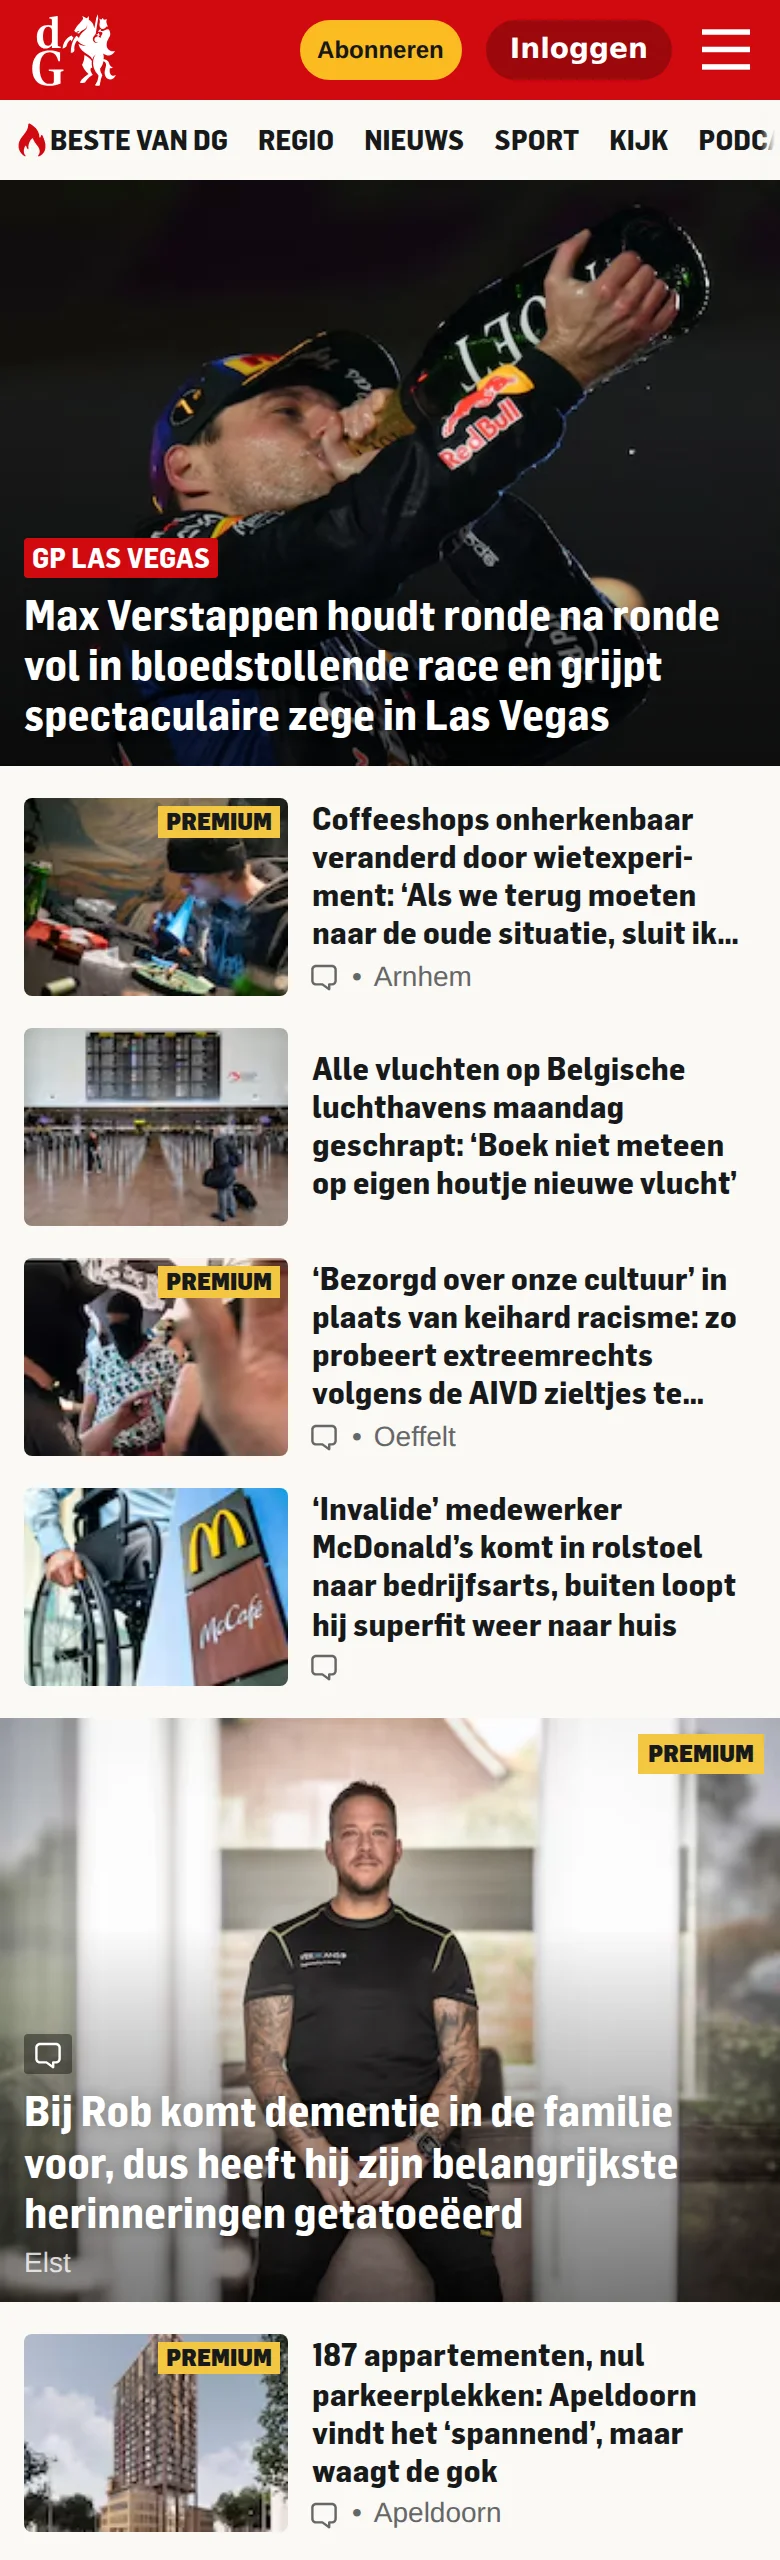 dG
Abonneren
Inloggen
BESTE VAN DG
REGIO
NIEUWS
SPORT
KIJK
PODCA
OET
Red Bull
GP LAS VEGAS
Max Verstappen houdt ronde na ronde
vol in bloedstollende race en grijpt
spectaculaire zege in Las Vegas
PREMIUM
Coffeeshops onherkenbaar
veranderd door wietexperi-
ment: ‘Als we terug moeten
naar de oude situatie, sluit ik...
• Arnhem
Alle vluchten op Belgische
luchthavens maandag
geschrapt: ‘Boek niet meteen
op eigen houtje nieuwe vlucht’
PREMIUM
‘Bezorgd over onze cultuur’ in
plaats van keihard racisme: zo
probeert extreemrechts
volgens de AIVD zieltjes te...
• Oeffelt
McCafé
‘Invalide’ medewerker
McDonald’s komt in rolstoel
naar bedrijfsarts, buiten loopt
hij superfit weer naar huis
PREMIUM
Bij Rob komt dementie in de familie
voor, dus heeft hij zijn belangrijkste
herinneringen getatoeëerd
Elst
PREMIUM
187 appartementen, nul
parkeerplekken: Apeldoorn
vindt het ‘spannend’, maar
waagt de gok
• Apeldoorn